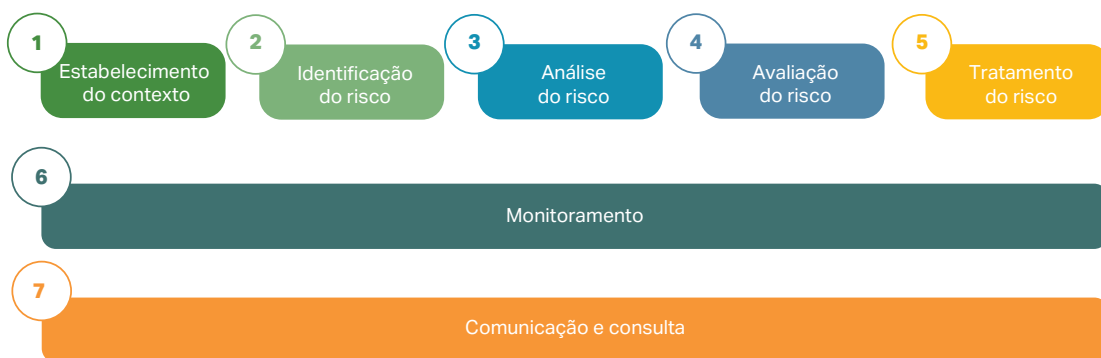 1
Estabelecimento
do contexto
2
Identificação
do risco
3
Análise
do risco
4
Avaliação
do risco
5
Tratamento
do risco
6
Monitoramento
7
Comunicação e consulta